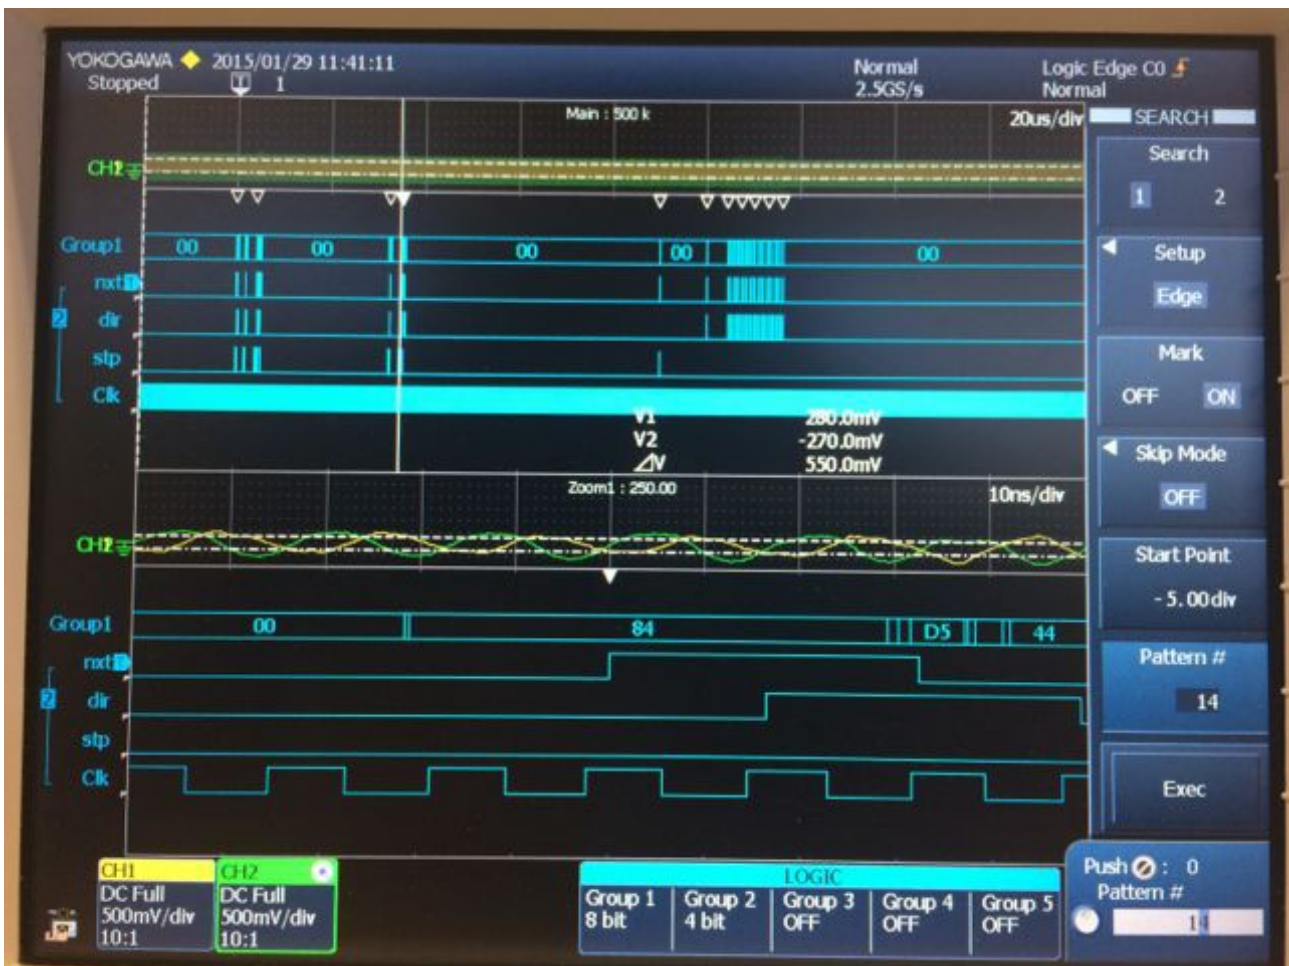 YOKOGAWA 2015/01/29 11:41:11
Stopped 1
Normal
2.5GS/s
Logic Edge C0
Normal
Main : 500 k
20us/div
CH2
Group1 00 00 00 00 00
nxt
dir
2
stp
Clk
V1 280.0mV
V2 -270.0mV
⊿V 550.0mV
Zoom1 : 250.00
10ns/div
CH2
Group1 00 84 D5 44
nxt
2 dir
stp
Clk
SEARCH
Search
1 2
Setup
Edge
Mark
OFF ON
Skip Mode
OFF
Start Point
- 5.00div
Pattern #
14
Exec
CH1
DC Full
500mV/div
10:1
CH2
DC Full
500mV/div
10:1
LOGIC
Group 1 Group 2 Group 3 Group 4 Group 5
8 bit 4 bit OFF OFF OFF
Push : 0
Pattern #
14